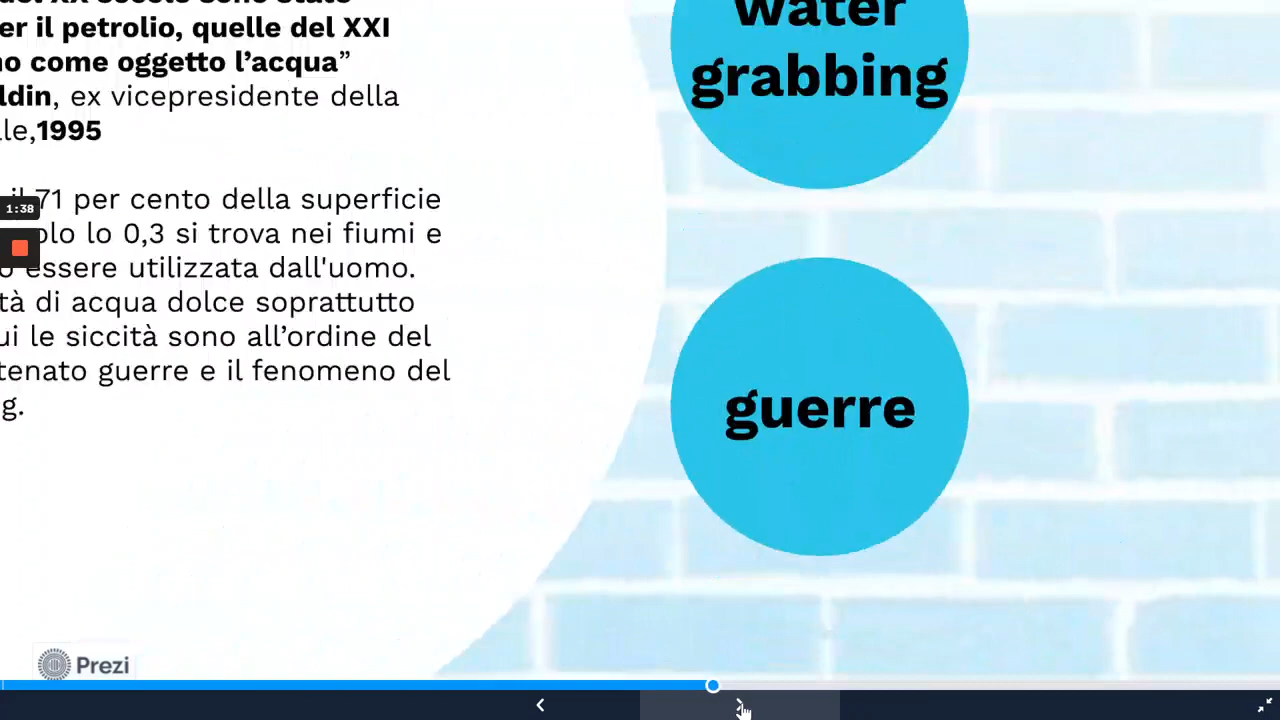 er il petrolio, quelle del XXI
o come oggetto l’acqua”
ldin, ex vicepresidente della
le,1995
il 71 per cento della superficie
olo lo 0,3 si trova nei fiumi e
essere utilizzata dall'uomo.
tà di acqua dolce soprattutto
ui le siccità sono all’ordine del
tenato guerre e il fenomeno del
g.
water
grabbing
guerre
1:38
Prezi